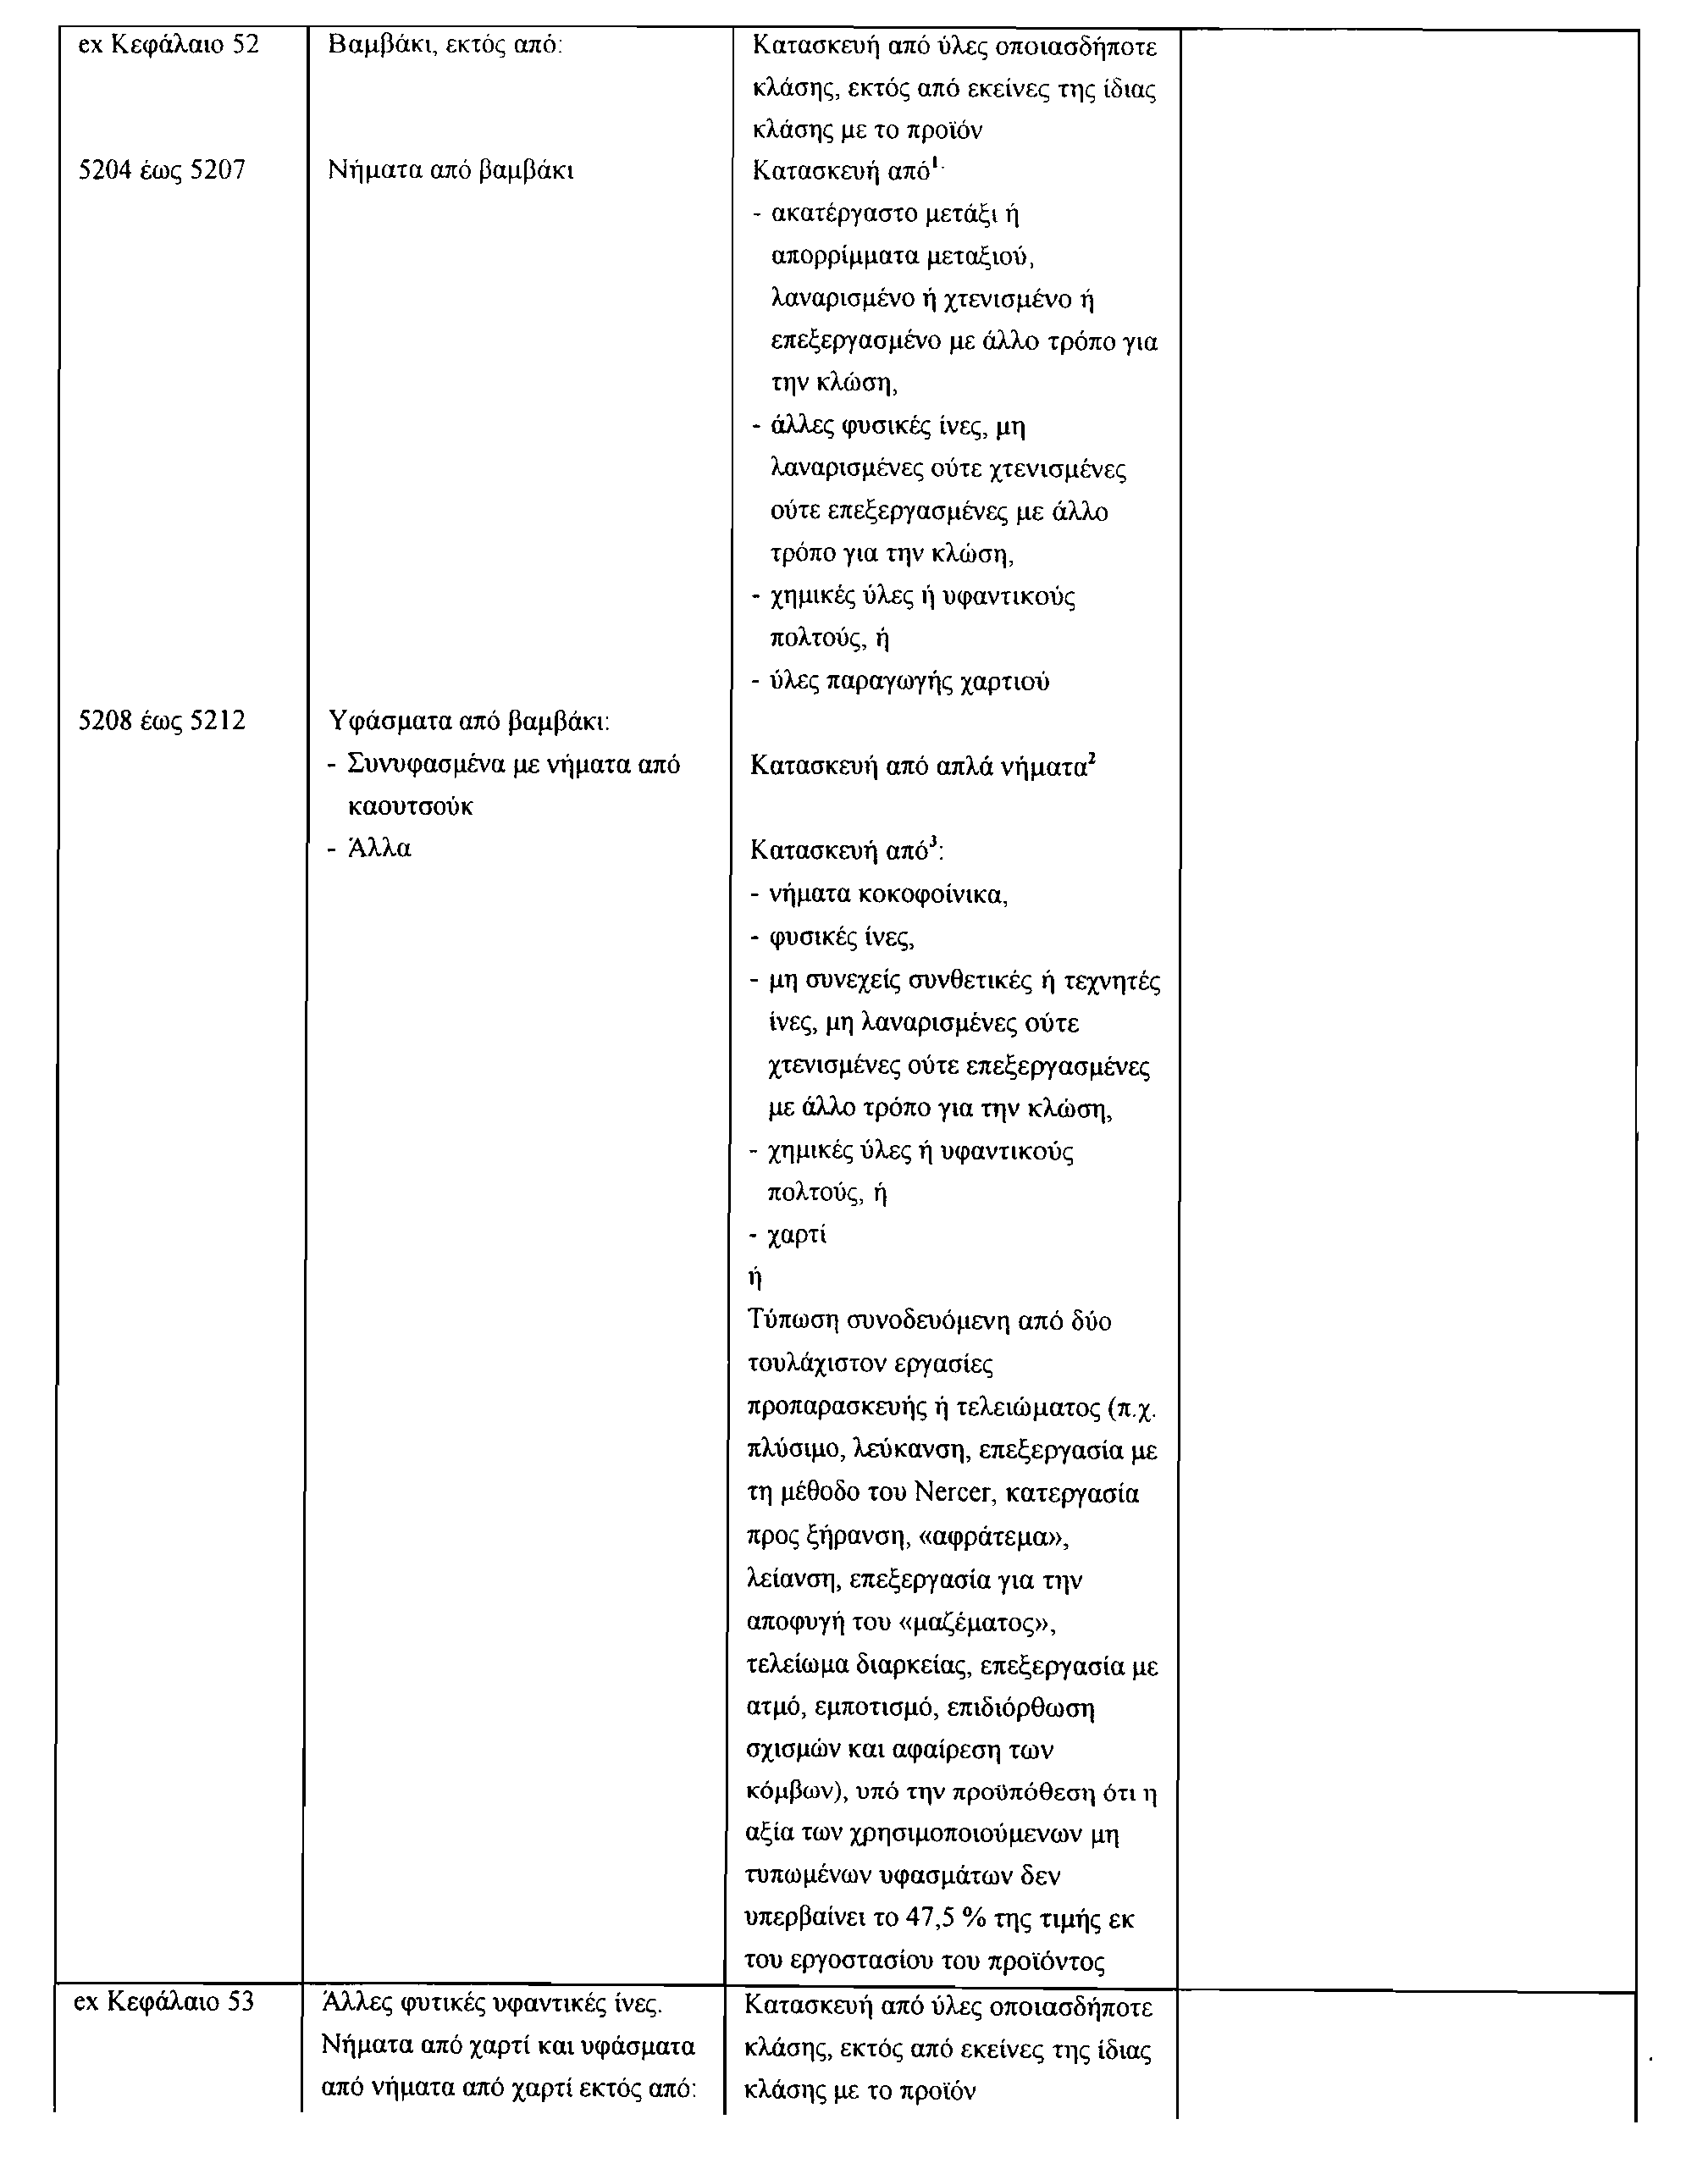 ex Κεφάλαιο 52
Βαμβάκι, εκτός από:
Κατασκευή από ύλες οποιασδήποτε
κλάσης, εκτός από εκείνες της ίδιας
κλάσης με το προϊόν
5204 έως 5207
Νήματα από βαμβάκι
Κατασκευή από¹:
- ακατέργαστο μετάξι ή
απορρίμματα μεταξιού,
λαναρισμένο ή χτενισμένο ή
επεξεργασμένο με άλλο τρόπο για
την κλώση,
- άλλες φυσικές ίνες, μη
λαναρισμένες ούτε χτενισμένες
ούτε επεξεργασμένες με άλλο
τρόπο για την κλώση,
- χημικές ύλες ή υφαντικούς
πολτούς, ή
- ύλες παραγωγής χαρτιού
5208 έως 5212
Υφάσματα από βαμβάκι:
- Συνυφασμένα με νήματα από
καουτσούκ
Κατασκευή από απλά νήματα²
- Άλλα
Κατασκευή από³:
- νήματα κοκοφοίνικα,
- φυσικές ίνες,
- μη συνεχείς συνθετικές ή τεχνητές
ίνες, μη λαναρισμένες ούτε
χτενισμένες ούτε επεξεργασμένες
με άλλο τρόπο για την κλώση,
- χημικές ύλες ή υφαντικούς
πολτούς, ή
- χαρτί
ή
Τύπωση συνοδευόμενη από δύο
τουλάχιστον εργασίες
προπαρασκευής ή τελειώματος (π.χ.
πλύσιμο, λεύκανση, επεξεργασία με
τη μέθοδο του Nercer, κατεργασία
προς ξήρανση, «αφράτεμα»,
λείανση, επεξεργασία για την
αποφυγή του «μαζέματος»,
τελείωμα διαρκείας, επεξεργασία με
ατμό, εμποτισμό, επιδιόρθωση
σχισμών και αφαίρεση των
κόμβων), υπό την προϋπόθεση ότι η
αξία των χρησιμοποιούμενων μη
τυπωμένων υφασμάτων δεν
υπερβαίνει το 47,5 % της τιμής εκ
του εργοστασίου του προϊόντος
ex Κεφάλαιο 53
Άλλες φυτικές υφαντικές ίνες.
Νήματα από χαρτί και υφάσματα
από νήματα από χαρτί εκτός από:
Κατασκευή από ύλες οποιασδήποτε
κλάσης, εκτός από εκείνες της ίδιας
κλάσης με το προϊόν